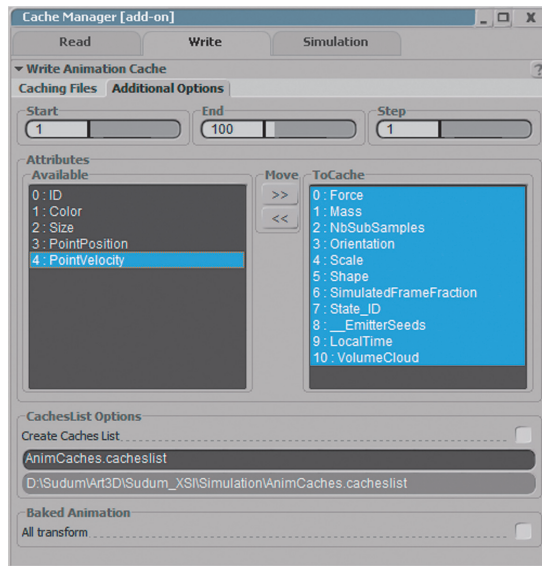 Cache Manager [add-on]
Read Write Simulation
Write Animation Cache ?
Caching Files Additional Options
Start End Step
1 100 1
Attributes
Available Move ToCache
0 : ID
1 : Color
2 : Size
3 : PointPosition
4 : PointVelocity
>>
<<
0 : Force
1 : Mass
2 : NbSubSamples
3 : Orientation
4 : Scale
5 : Shape
6 : SimulatedFrameFraction
7 : State_ID
8 : __EmitterSeeds
9 : LocalTime
10 : VolumeCloud
CachesList Options
Create Caches List
AnimCaches.cacheslist
D:\Sudum\Art3D\Sudum_XSI\Simulation\AnimCaches.cacheslist
Baked Animation
All transform